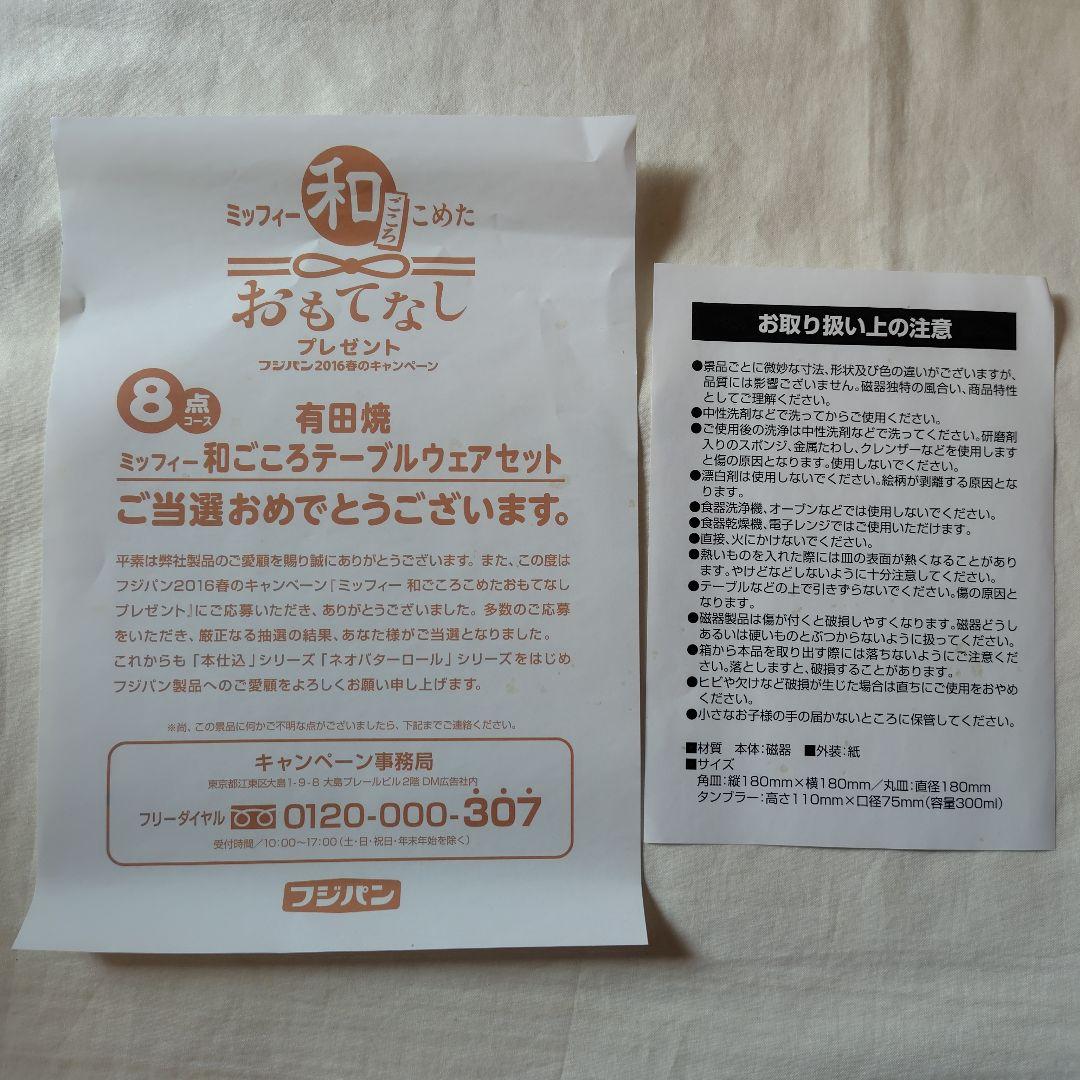 ミッフィー 和ごころ こめた
おもてなし
プレゼント
フジパン2016春のキャンペーン
8点コース
有田焼
ミッフィー 和ごころテーブルウェアセット
ご当選おめでとうございます。
平素は弊社製品のご愛顧を賜り誠にありがとうございます。また、この度は
フジパン2016春のキャンペーン『ミッフィー 和ごころこめたおもてなし
プレゼント』にご応募いただき、ありがとうございました。多数のご応募
をいただき、厳正なる抽選の結果、あなた様がご当選となりました。
これからも「本仕込」シリーズ「ネオバターロール」シリーズをはじめ
フジパン製品へのご愛顧をよろしくお願い申し上げます。
※尚、この景品に何かご不明な点がございましたら、下記までご連絡ください。
キャンペーン事務局
東京都江東区大島1-9-8 大島プレールビル2階 DM広告社内
フリーダイヤル 0120-000-307
受付時間／10:00〜17:00（土・日・祝日・年末年始を除く）
フジパン
お取り扱い上の注意
●景品ごとに微妙な寸法、形状及び色の違いがございますが、
品質には影響ございません。磁器独特の風合い、商品特性
としてご理解ください。
●中性洗剤などで洗ってからご使用ください。
●ご使用後の洗浄は中性洗剤などで洗ってください。研磨剤
入りのスポンジ、金属たわし、クレンザーなどを使用します
と傷の原因となります。使用しないでください。
●漂白剤は使用しないでください。絵柄が剥離する原因とな
ります。
●食器洗浄機、オーブンなどでは使用しないでください。
●食器乾燥機、電子レンジではご使用いただけます。
●直接、火にかけないでください。
●熱いものを入れた際には皿の表面が熱くなることがあり
ます。やけどなどしないように十分注意してください。
●テーブルなどの上で引きずらないでください。傷の原因と
なります。
●磁器製品は傷が付くと破損しやすくなります。磁器どうし
あるいは硬いものとぶつからないように扱ってください。
●箱から本品を取り出す際には落ちないようにご注意くだ
さい。落としますと、破損することがあります。
●ヒビや欠けなど破損が生じた場合は直ちにご使用をおやめ
ください。
●小さなお子様の手の届かないところに保管してください。
■材質 本体：磁器 ■外装：紙
■サイズ
角皿：縦180mm×横180mm／丸皿：直径180mm
タンブラー：高さ110mm×口径75mm（容量300ml）